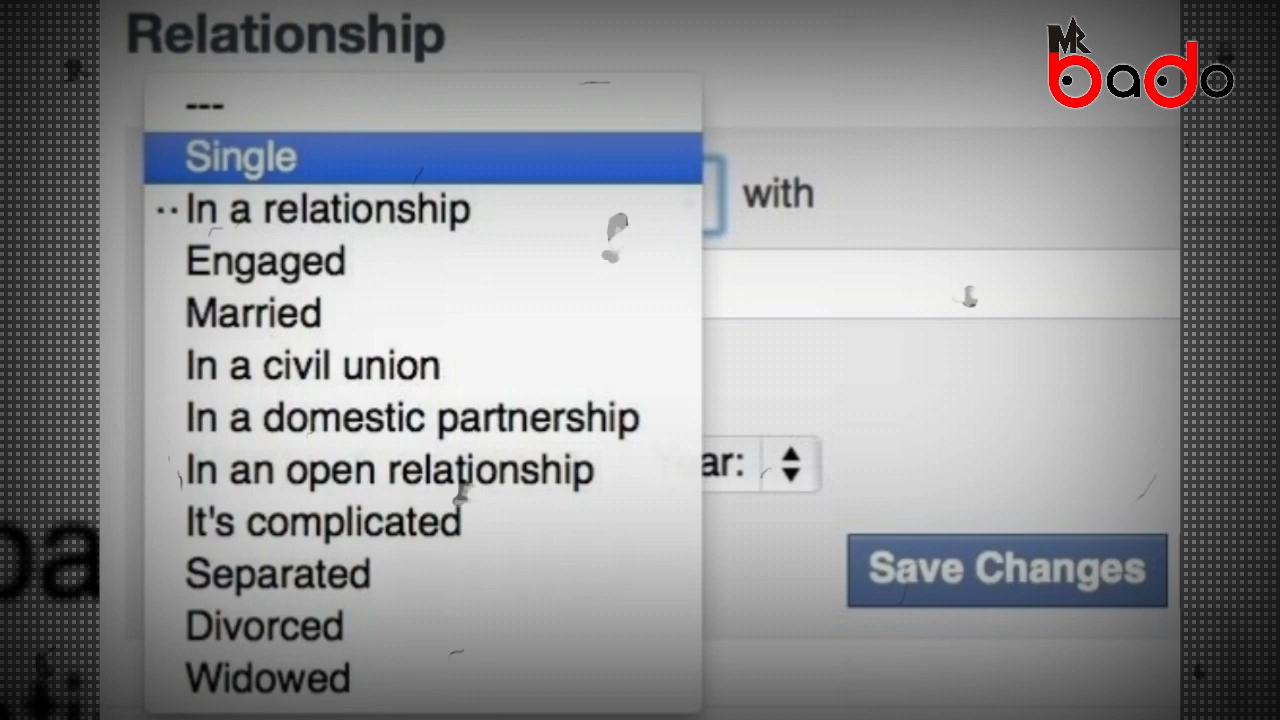 Relationship
MR
bado
---
Single
In a relationship
with
Engaged
Married
In a civil union
In a domestic partnership
In an open relationship
ar:
It's complicated
Separated
Save Changes
Divorced
Widowed